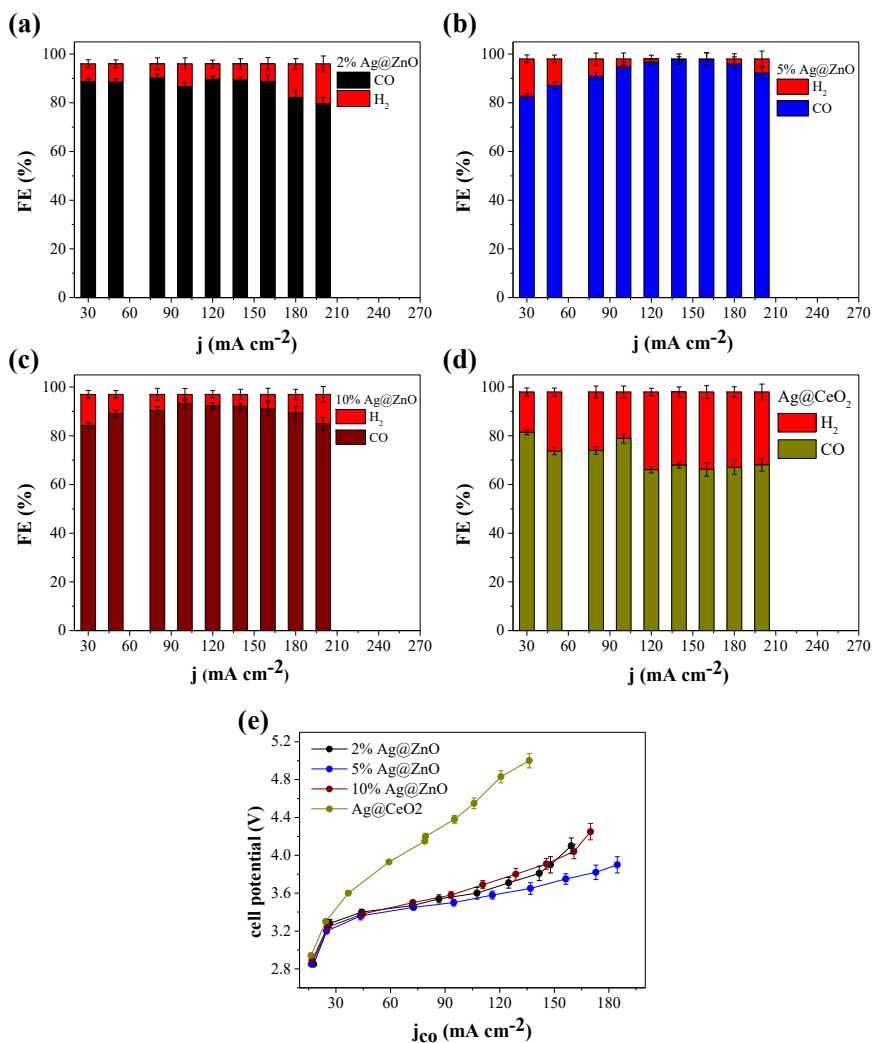 (a)
2% Ag@ZnO
CO
H₂
FE (%)
100
80
60
40
20
0
30 60 90 120 150 180 210 240 270
j (mA cm⁻²)
(b)
5% Ag@ZnO
H₂
CO
FE (%)
100
80
60
40
20
0
30 60 90 120 150 180 210 240 270
j (mA cm⁻²)
(c)
10% Ag@ZnO
H₂
CO
FE (%)
100
80
60
40
20
0
30 60 90 120 150 180 210 240 270
j (mA cm⁻²)
(d)
Ag@CeO₂
H₂
CO
FE (%)
100
80
60
40
20
0
30 60 90 120 150 180 210 240 270
j (mA cm⁻²)
(e)
2% Ag@ZnO
5% Ag@ZnO
10% Ag@ZnO
Ag@CeO2
cell potential (V)
5.2
4.8
4.4
4.0
3.6
3.2
2.8
30 60 90 120 150 180
jco (mA cm⁻²)